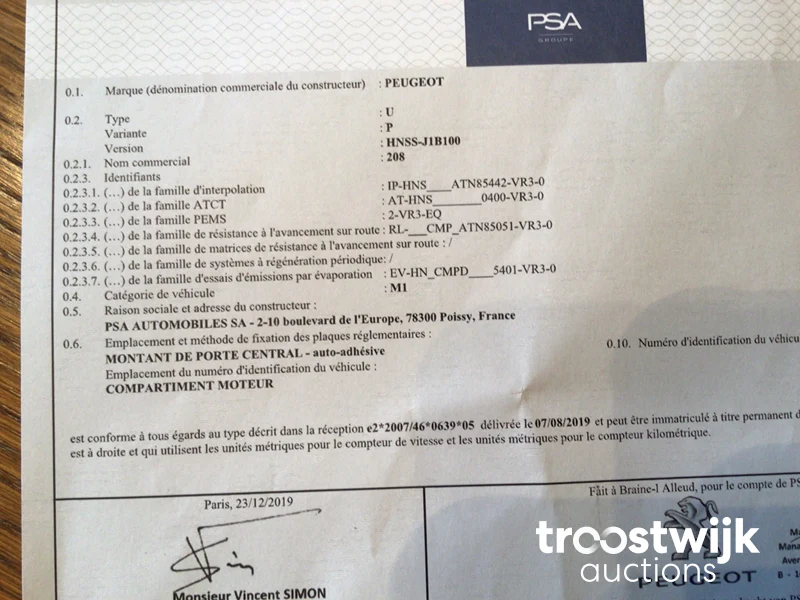 PSA
GROUPE
0.1. Marque (dénomination commerciale du constructeur) : PEUGEOT
0.2. Type : U
Variante : P
Version : HNSS-J1B100
0.2.1. Nom commercial : 208
0.2.3. Identifiants
0.2.3.1. (…) de la famille d'interpolation : IP-HNS____ATN85442-VR3-0
0.2.3.2. (…) de la famille ATCT : AT-HNS________0400-VR3-0
0.2.3.3. (…) de la famille PEMS : 2-VR3-EQ
0.2.3.4. (…) de la famille de résistance à l'avancement sur route : RL-___CMP_ATN85051-VR3-0
0.2.3.5. (…) de la famille de matrices de résistance à l'avancement sur route : /
0.2.3.6. (…) de la famille de systèmes à régénération périodique: /
0.2.3.7. (…) de la famille d'essais d'émissions par évaporation : EV-HN_CMPD____5401-VR3-0
0.4. Catégorie de véhicule : M1
0.5. Raison sociale et adresse du constructeur :
PSA AUTOMOBILES SA - 2-10 boulevard de l'Europe, 78300 Poissy, France
0.6. Emplacement et méthode de fixation des plaques réglementaires :
MONTANT DE PORTE CENTRAL - auto-adhésive
0.10. Numéro d'identification du véhicu
Emplacement du numéro d'identification du véhicule :
COMPARTIMENT MOTEUR
est conforme à tous égards au type décrit dans la réception e2*2007/46*0639*05 délivrée le 07/08/2019 et peut être immatriculé à titre permanent d
est à droite et qui utilisent les unités métriques pour le compteur de vitesse et les unités métriques pour le compteur kilométrique.
Paris, 23/12/2019
Fait à Braine-l Alleud, pour le compte de PS
Monsieur Vincent SIMON
Ma
Mana
Aven
B - 1
PEUGEOT
troostwijk
auctions